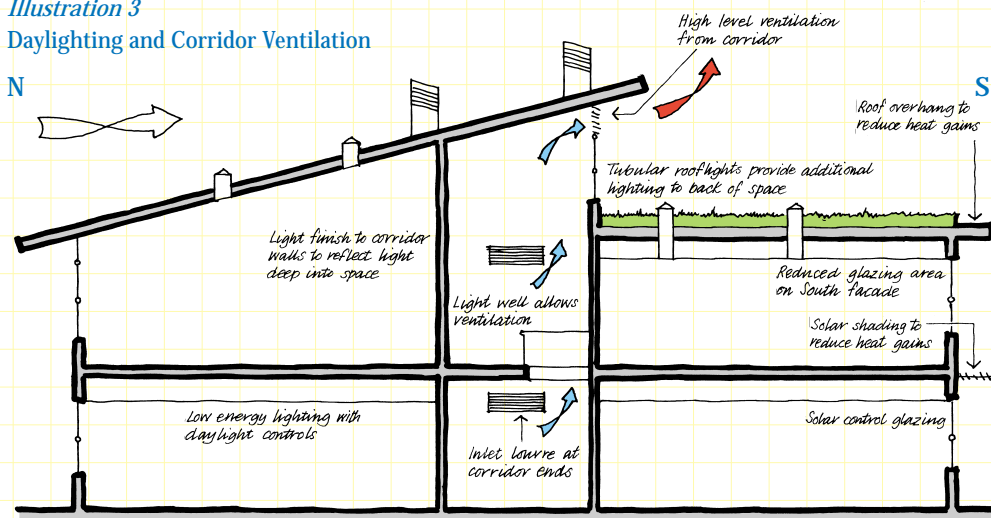 Illustration 3
Daylighting and Corridor Ventilation
N
S
High level ventilation
from corridor
Roof overhang to
reduce heat gains
Tubular rooflights provide additional
lighting to back of space
Light finish to corridor
walls to reflect light
deep into space
Light well allows
ventilation
Reduced glazing area
on South facade
Solar shading to
reduce heat gains
Low energy lighting with
daylight controls
Solar control glazing
Inlet louvre at
corridor ends